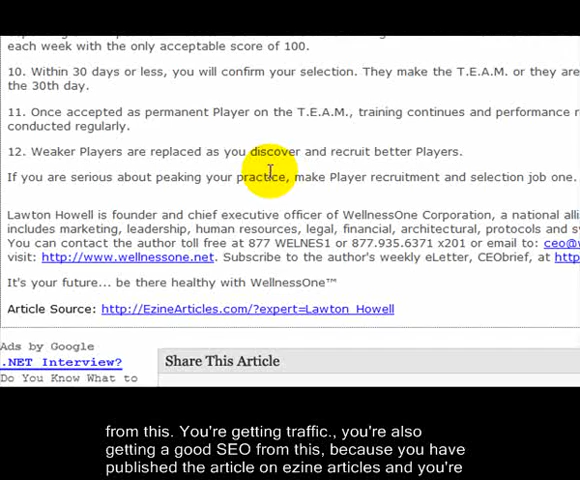 each week with the only acceptable score of 100.
10. Within 30 days or less, you will confirm your selection. They make the T.E.A.M. or they are
the 30th day.
11. Once accepted as permanent Player on the T.E.A.M., training continues and performance r
conducted regularly.
12. Weaker Players are replaced as you discover and recruit better Players.
If you are serious about peaking your practice, make Player recruitment and selection job one.
Lawton Howell is founder and chief executive officer of WellnessOne Corporation, a national alli
includes marketing, leadership, human resources, legal, financial, architectural, protocols and sy
You can contact the author toll free at 877 WELNES1 or 877.935.6371 x201 or email to: ceo@w
visit: http://www.wellnessone.net. Subscribe to the author's weekly eLetter, CEObrief, at http
It's your future... be there healthy with WellnessOne™
Article Source: http://EzineArticles.com/?expert=Lawton_Howell
Ads by Google
.NET Interview?
Do You Know What to
Share This Article
from this. You're getting traffic., you're also
getting a good SEO from this, because you have
published the article on ezine articles and you're